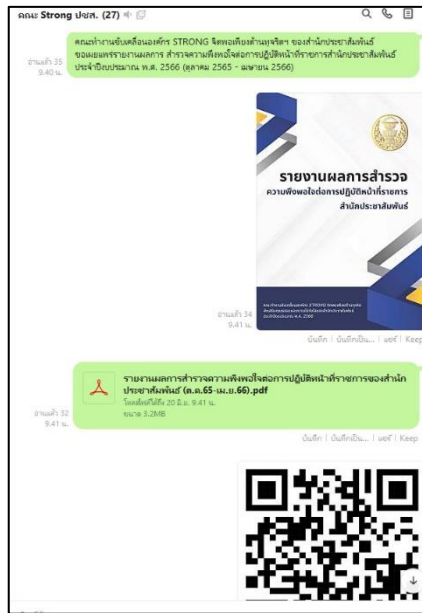 คณะ Strong ปชส. (27)
คณะทำงานขับเคลื่อนองค์กร STRONG จิตพอเพียงต้านทุจริตฯ ของสำนักประชาสัมพันธ์
ขอเผยแพร่รายงานผลการ สำรวจความพึงพอใจต่อการปฏิบัติหน้าที่ราชการสำนักประชาสัมพันธ์
ประจำปีงบประมาณ พ.ศ. 2566 (ตุลาคม 2565 - เมษายน 2566)
อ่านแล้ว 35
9.40 น.
รายงานผลการสำรวจ
ความพึงพอใจต่อการปฏิบัติหน้าที่ราชการ
สำนักประชาสัมพันธ์
อ่านแล้ว 34
9.41 น.
บันทึก | บันทึกเป็น... | แชร์ | Keep
รายงานผลการสำรวจความพึงพอใจต่อการปฏิบัติหน้าที่ราชการของสำนัก
ประชาสัมพันธ์ (ต.ค.65-เม.ย.66).pdf
โหลดได้ถึง 20 มิ.ย. 9.41 น.
ขนาด 3.2MB
อ่านแล้ว 32
9.41 น.
บันทึก | บันทึกเป็น... | แชร์ | Keep